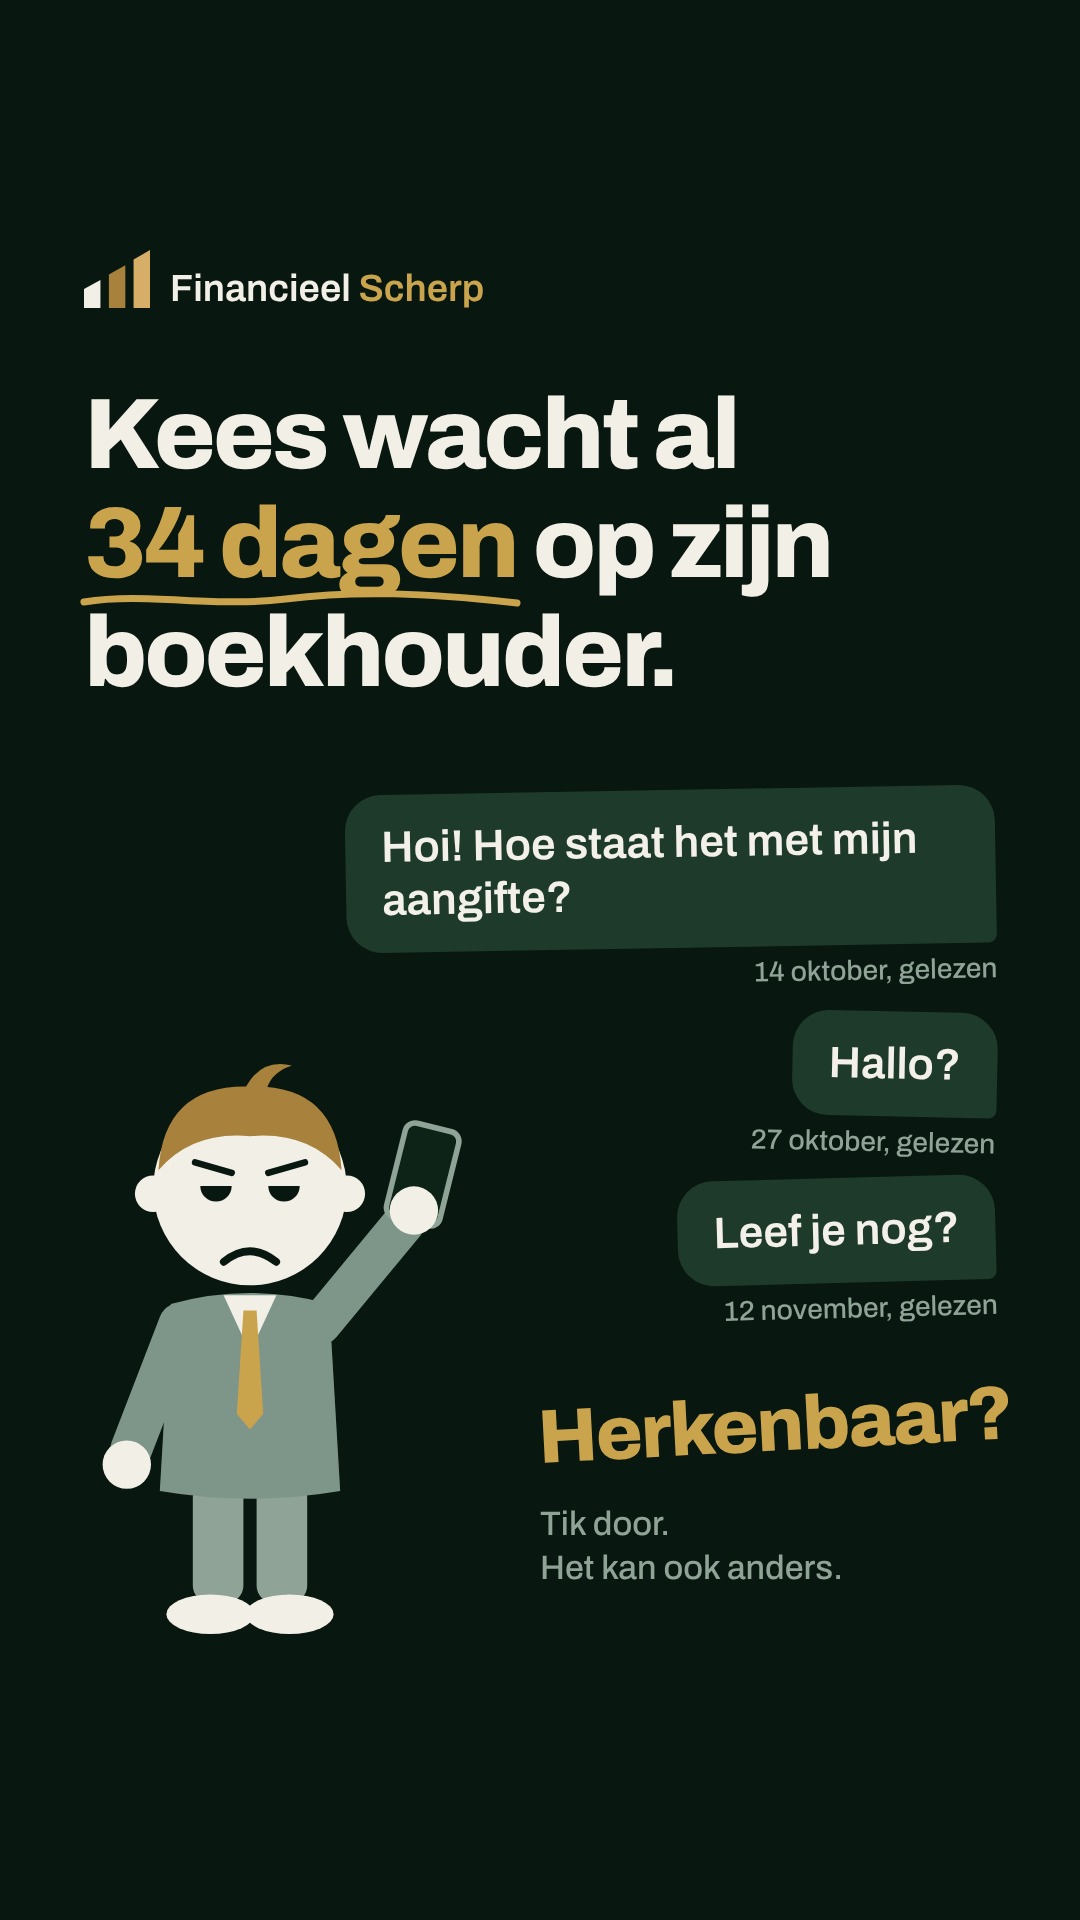 Financieel Scherp
Kees wacht al
34 dagen op zijn
boekhouder.
Hoi! Hoe staat het met mijn
aangifte?
14 oktober, gelezen
Hallo?
27 oktober, gelezen
Leef je nog?
12 november, gelezen
Herkenbaar?
Tik door.
Het kan ook anders.